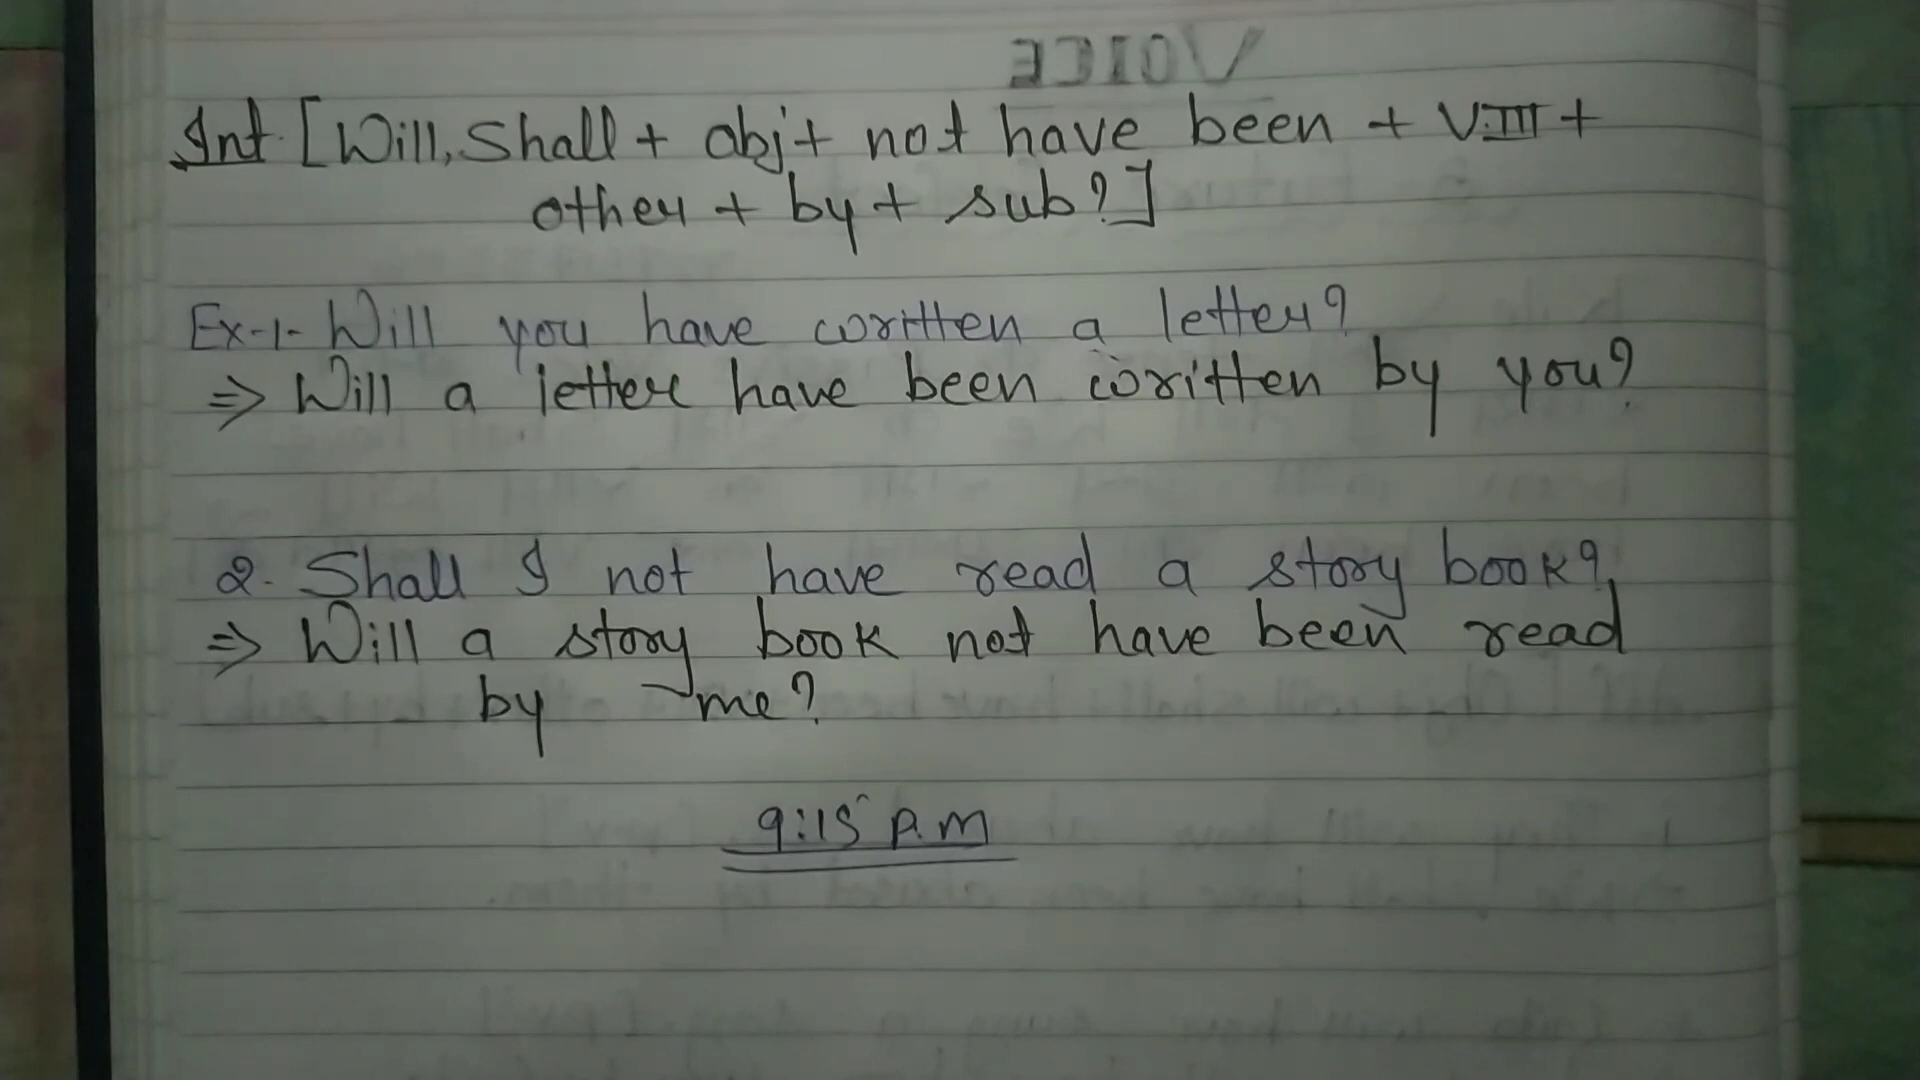 VOICE
Int [Will, Shall + obj + not have been + V.III +
other + by + sub?]
Ex-1- Will you have written a letter?
⇒ Will a letter have been written by you?
2. Shall I not have read a story book?
⇒ Will a story book not have been read
by me?
9:15 P.M